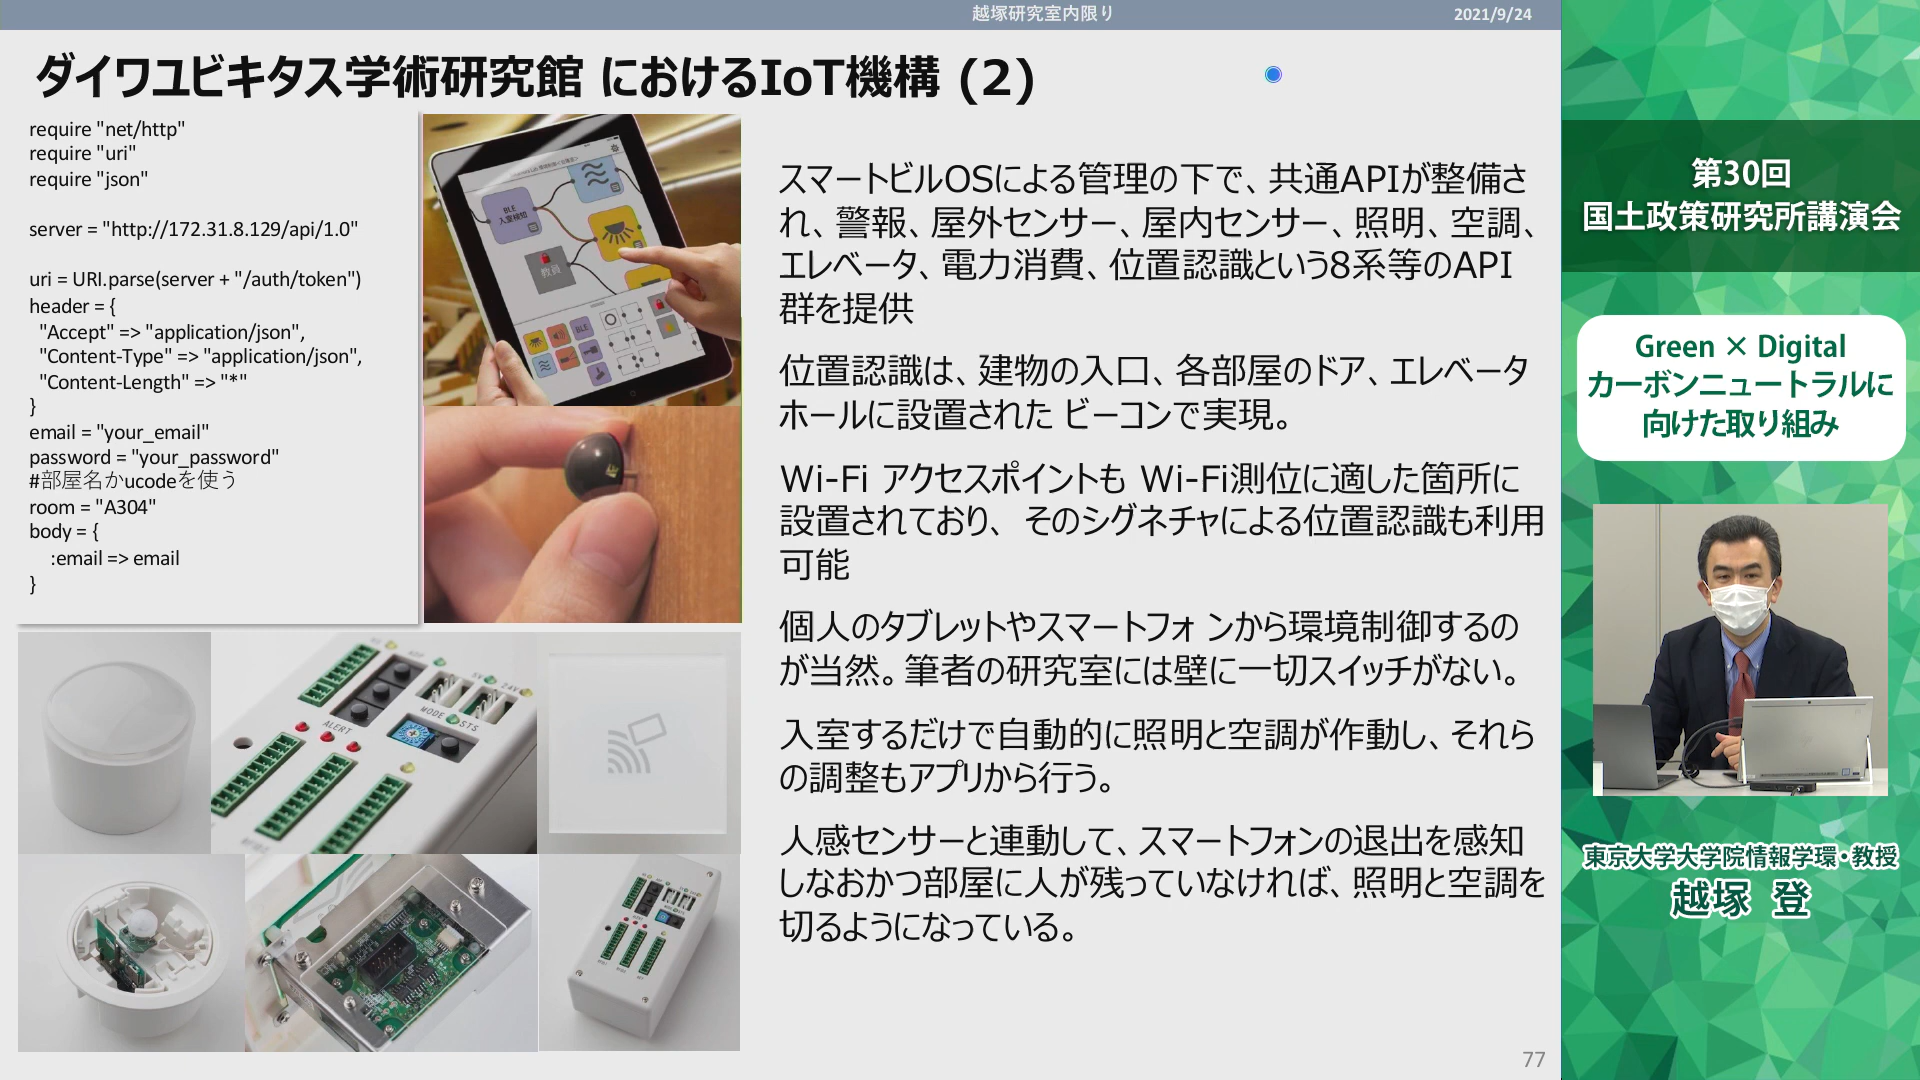 越塚研究室内限り
2021/9/24
ダイワユビキタス学術研究館 におけるIoT機構 (2)
require "net/http"
require "uri"
require "json"
server = "http://172.31.8.129/api/1.0"
uri = URI.parse(server + "/auth/token")
header = {
"Accept" => "application/json",
"Content-Type" => "application/json",
"Content-Length" => "*"
}
email = "your_email"
password = "your_password"
#部屋名かucodeを使う
room = "A304"
body = {
:email => email
}
BLE
入室検知
教員
BLE
ALERT
MODE
STS
5V
24V
スマートビルOSによる管理の下で、共通APIが整備さ
れ、警報、屋外センサー、屋内センサー、照明、空調、
エレベータ、電力消費、位置認識という8系等のAPI
群を提供
位置認識は、建物の入口、各部屋のドア、エレベータ
ホールに設置された ビーコンで実現。
Wi-Fi アクセスポイントも Wi-Fi測位に適した箇所に
設置されており、 そのシグネチャによる位置認識も利用
可能
個人のタブレットやスマートフォ ンから環境制御するの
が当然。筆者の研究室には壁に一切スイッチがない。
入室するだけで自動的に照明と空調が作動し、それら
の調整もアプリから行う。
人感センサーと連動して、スマートフォンの退出を感知
しなおかつ部屋に人が残っていなければ、照明と空調を
切るようになっている。
77
第30回
国土政策研究所講演会
Green × Digital
カーボンニュートラルに
向けた取り組み
東京大学大学院情報学環・教授
越塚 登